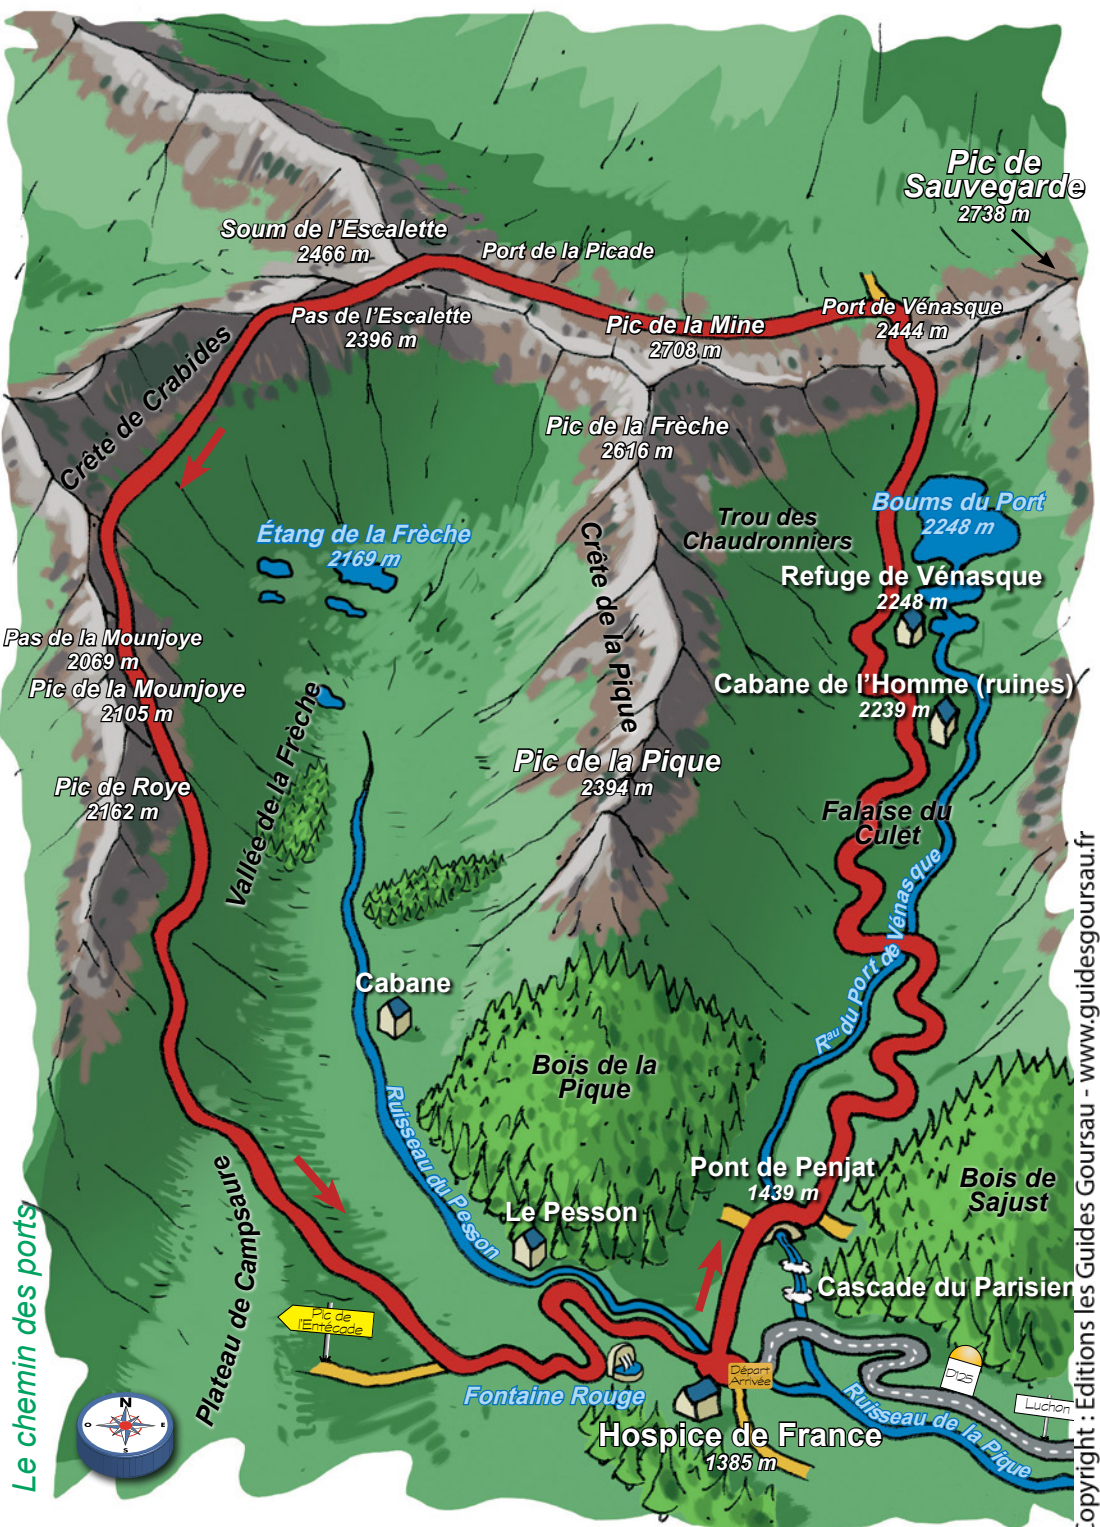 Pic de
Sauvegarde
2738 m
Soum de l'Escalette
2466 m
Port de la Picade
Pas de l'Escalette
2396 m
Pic de la Mine
2708 m
Port de Vénasque
2444 m
Crête de Crabides
Pic de la Frèche
2616 m
Étang de la Frèche
2169 m
Crête de la Pique
Trou des
Chaudronniers
Boums du Port
2248 m
Refuge de Vénasque
2248 m
Pas de la Mounjoye
2069 m
Pic de la Mounjoye
2105 m
Cabane de l'Homme (ruines)
2239 m
Vallée de la Frèche
Pic de la Pique
2394 m
Pic de Roye
2162 m
Falaise du
Culet
Rau du Port de Vénasque
Cabane
Bois de la
Pique
Ruisseau du Pesson
Pont de Penjat
1439 m
Bois de
Sajust
Le Pesson
Plateau de Campsaure
Cascade du Parisien
Pic de
l'Entécade
Départ
Arrivée
D125
Luchon
Fontaine Rouge
Ruisseau de la Pique
Hospice de France
1385 m
N
O
E
S
Le chemin des ports
Copyright : Editions les Guides Goursau - www.guidesgoursau.fr